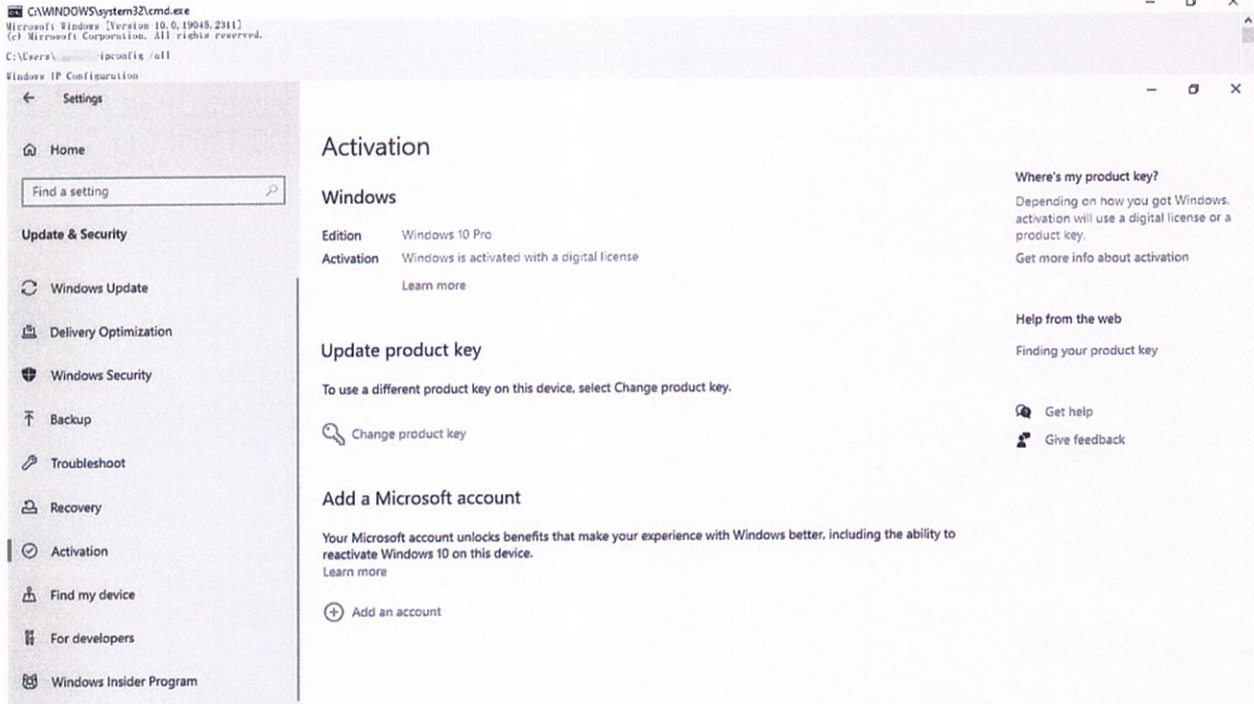 C:\WINDOWS\system32\cmd.exe
Microsoft Windows [Version 10.0.19045.2311]
(c) Microsoft Corporation. All rights reserved.
C:\Users\ ipconfig /all
Windows IP Configuration
Settings
Home
Find a setting
Update & Security
Windows Update
Delivery Optimization
Windows Security
Backup
Troubleshoot
Recovery
Activation
Find my device
For developers
Windows Insider Program
Activation
Windows
Edition Windows 10 Pro
Activation Windows is activated with a digital license
Learn more
Update product key
To use a different product key on this device, select Change product key.
Change product key
Add a Microsoft account
Your Microsoft account unlocks benefits that make your experience with Windows better, including the ability to
reactivate Windows 10 on this device.
Learn more
Add an account
Where's my product key?
Depending on how you got Windows,
activation will use a digital license or a
product key.
Get more info about activation
Help from the web
Finding your product key
Get help
Give feedback